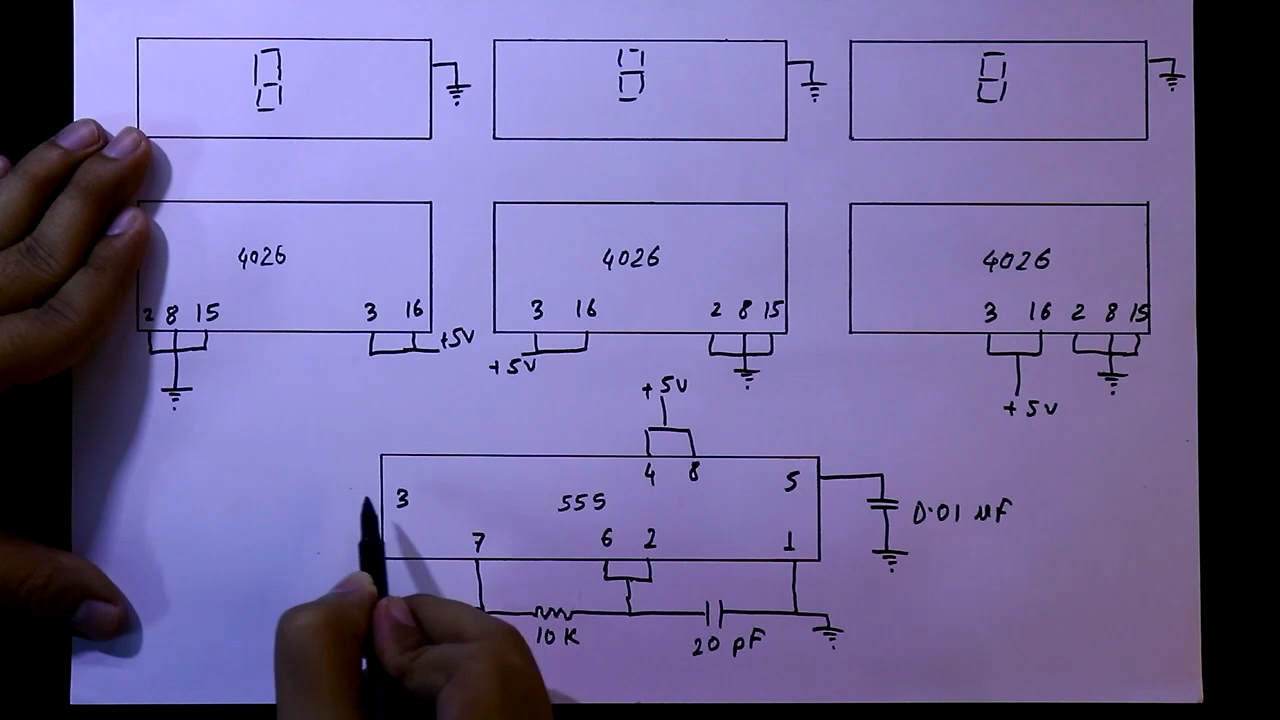 4026 4026 4026
2 8 15 3 16 3 16 2 8 15 3 16 2 8 15
+5V +5V
+5V +5V
4 8 5
3 555 0.01 µF
7 6 2 1
10K 20 pF